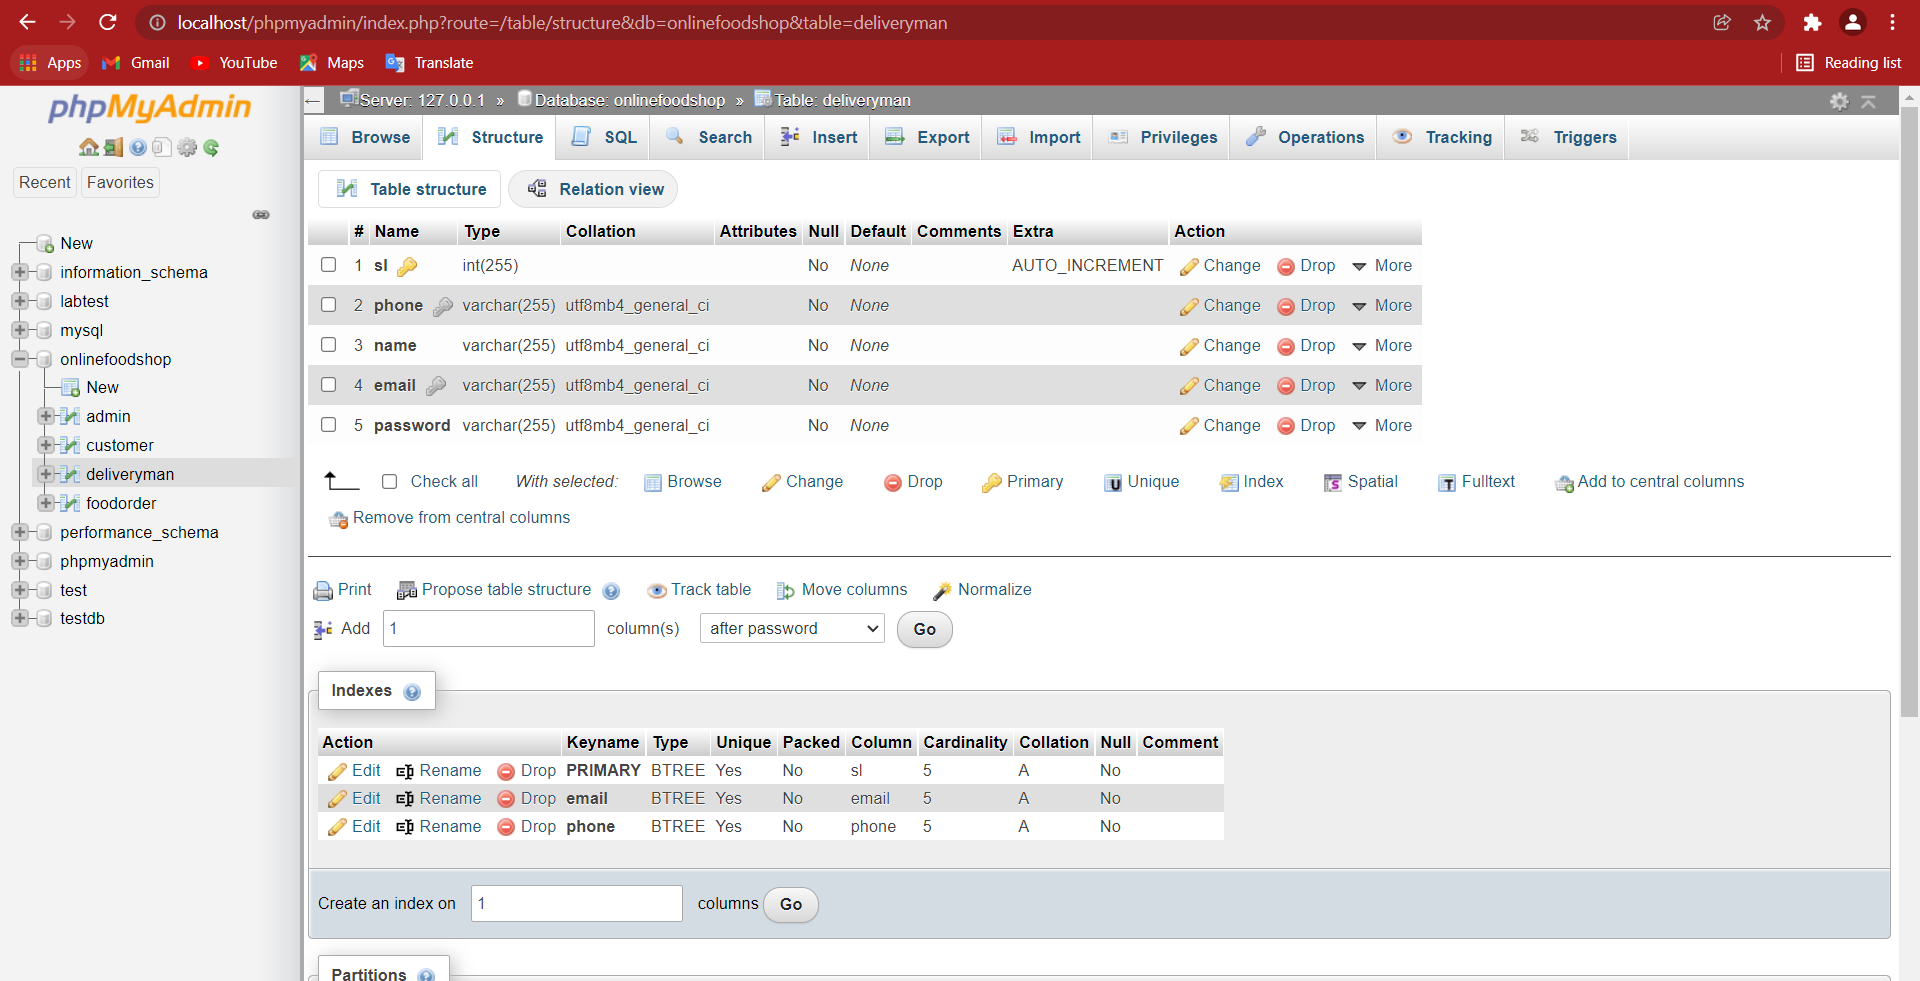 localhost/phpmyadmin/index.php?route=/table/structure&db=onlinefoodshop&table=deliveryman
Apps Gmail YouTube Maps Translate Reading list
phpMyAdmin
Recent Favorites
New
information_schema
labtest
mysql
onlinefoodshop
New
admin
customer
deliveryman
foodorder
performance_schema
phpmyadmin
test
testdb
Server: 127.0.0.1 » Database: onlinefoodshop » Table: deliveryman
Browse Structure SQL Search Insert Export Import Privileges Operations Tracking Triggers
Table structure Relation view
# Name Type Collation Attributes Null Default Comments Extra Action
1 sl int(255) No None AUTO_INCREMENT Change Drop More
2 phone varchar(255) utf8mb4_general_ci No None Change Drop More
3 name varchar(255) utf8mb4_general_ci No None Change Drop More
4 email varchar(255) utf8mb4_general_ci No None Change Drop More
5 password varchar(255) utf8mb4_general_ci No None Change Drop More
Check all With selected: Browse Change Drop Primary Unique Index Spatial Fulltext Add to central columns
Remove from central columns
Print Propose table structure Track table Move columns Normalize
Add 1 column(s) after password Go
Indexes
Action Keyname Type Unique Packed Column Cardinality Collation Null Comment
Edit Rename Drop PRIMARY BTREE Yes No sl 5 A No
Edit Rename Drop email BTREE Yes No email 5 A No
Edit Rename Drop phone BTREE Yes No phone 5 A No
Create an index on 1 columns Go
Partitions